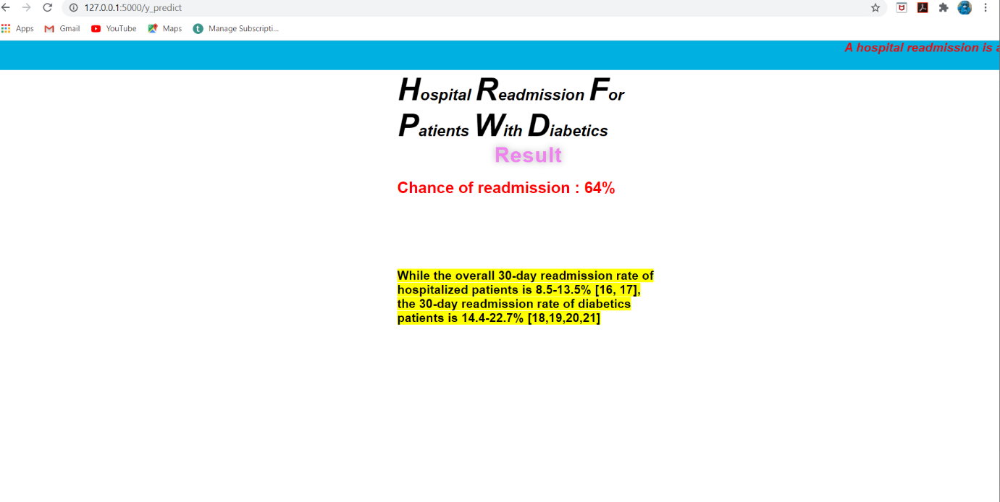 127.0.0.1:5000/y_predict
Apps Gmail YouTube Maps Manage Subscripti...
A hospital readmission is a
Hospital Readmission For
Patients With Diabetics
Result
Chance of readmission : 64%
While the overall 30-day readmission rate of
hospitalized patients is 8.5-13.5% [16, 17],
the 30-day readmission rate of diabetics
patients is 14.4-22.7% [18,19,20,21]